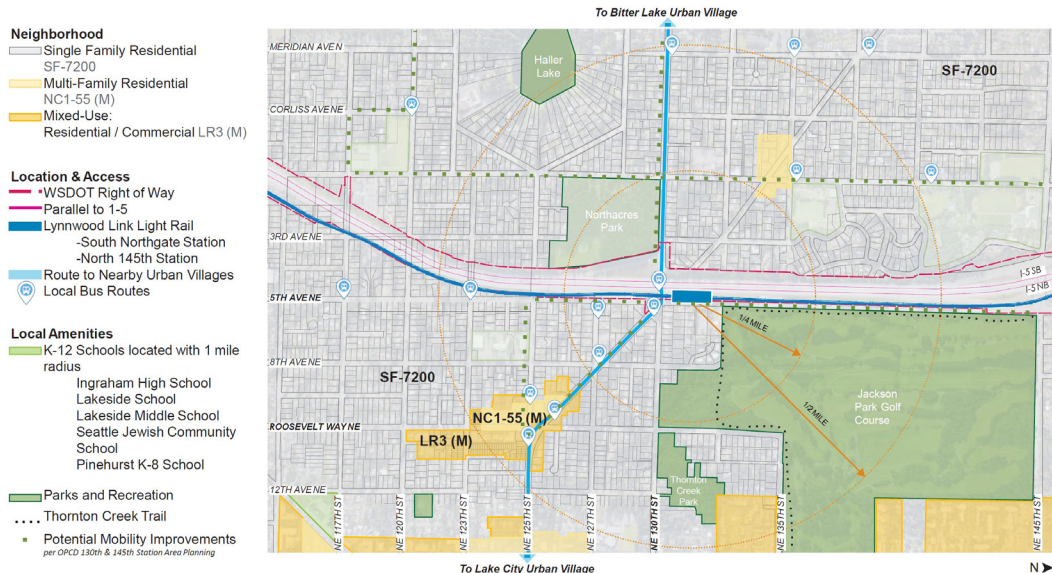 To Bitter Lake Urban Village
Neighborhood
Single Family Residential
SF-7200
Multi-Family Residential
NC1-55 (M)
Mixed-Use:
Residential / Commercial LR3 (M)
Location & Access
WSDOT Right of Way
Parallel to 1-5
Lynnwood Link Light Rail
-South Northgate Station
-North 145th Station
Route to Nearby Urban Villages
Local Bus Routes
Local Amenities
K-12 Schools located with 1 mile
radius
Ingraham High School
Lakeside School
Lakeside Middle School
Seattle Jewish Community
School
Pinehurst K-8 School
Parks and Recreation
Thornton Creek Trail
Potential Mobility Improvements
per OPCD 130th & 145th Station Area Planning
MERIDIAN AVE N
Haller
Lake
SF-7200
CORLISS AVE NE
Northacres
Park
3RD AVE NE
I-5 SB
I-5 NB
5TH AVE NE
1/4 MILE
8TH AVE NE
SF-7200
1/2 MILE
Jackson
Park Golf
Course
NC1-55 (M)
ROOSEVELT WAY NE
LR3 (M)
Thornton
Creek
Park
12TH AVE NE
NE 117TH ST
NE 120TH ST
NE 123TH ST
NE 125TH ST
NE 127TH ST
NE 130TH ST
NE 135TH ST
NE 145TH ST
To Lake City Urban Village
N